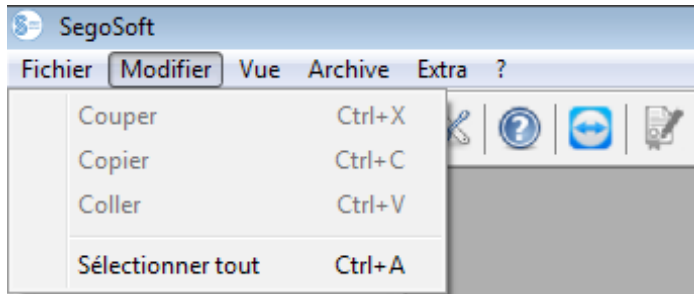 SegoSoft
Fichier Modifier Vue Archive Extra ?
Couper Ctrl+X
Copier Ctrl+C
Coller Ctrl+V
Sélectionner tout Ctrl+A